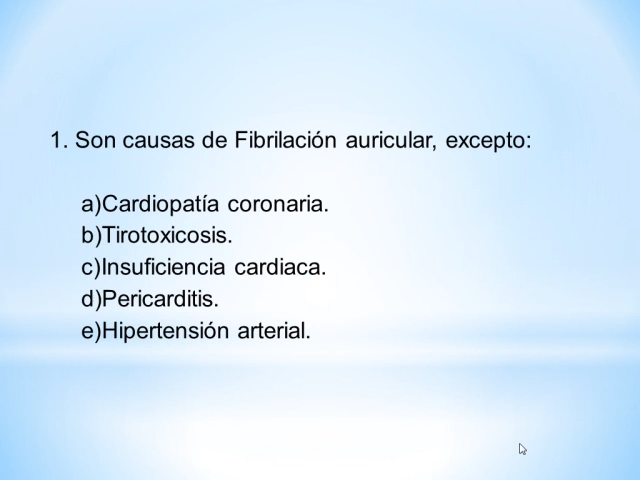 1. Son causas de Fibrilación auricular, excepto:
a)Cardiopatía coronaria.
b)Tirotoxicosis.
c)Insuficiencia cardiaca.
d)Pericarditis.
e)Hipertensión arterial.